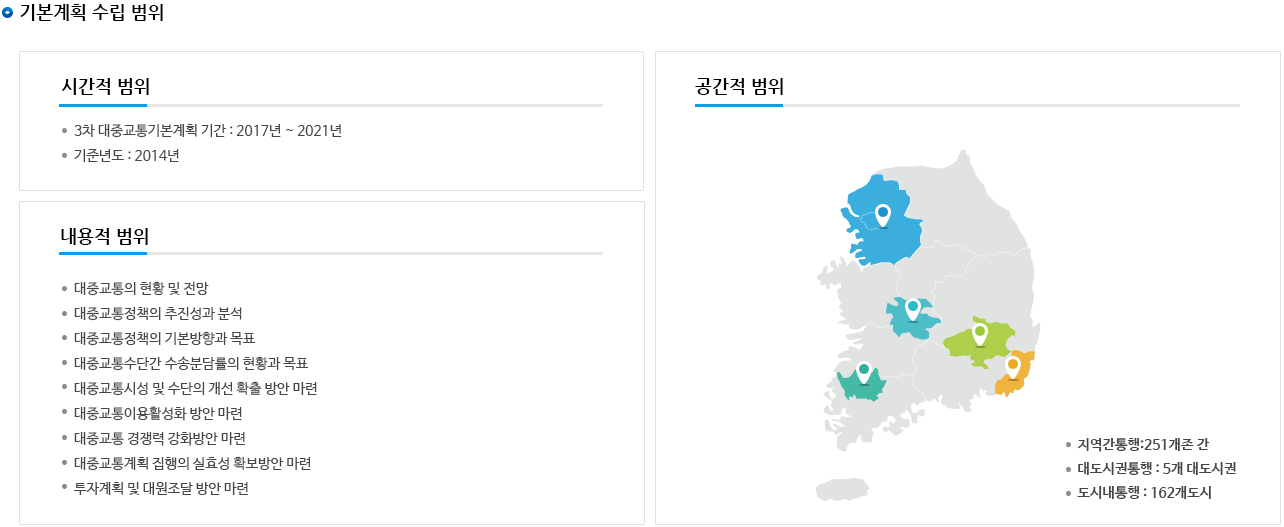 기본계획 수립 범위
시간적 범위
3차 대중교통기본계획 기간 : 2017년 ~ 2021년
기준년도 : 2014년
내용적 범위
대중교통의 현황 및 전망
대중교통정책의 추진성과 분석
대중교통정책의 기본방향과 목표
대중교통수단간 수송분담률의 현황과 목표
대중교통시성 및 수단의 개선 확출 방안 마련
대중교통이용활성화 방안 마련
대중교통 경쟁력 강화방안 마련
대중교통계획 집행의 실효성 확보방안 마련
투자계획 및 대원조달 방안 마련
공간적 범위
지역간통행:251개존 간
대도시권통행 : 5개 대도시권
도시내통행 : 162개도시